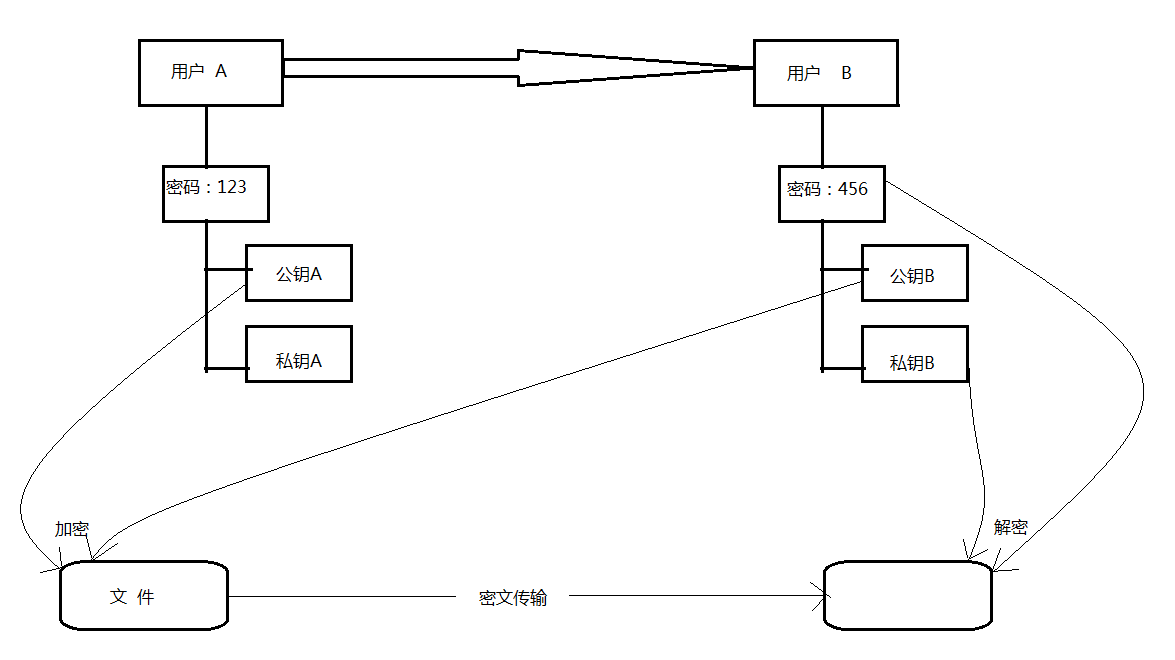 用户 A
用户 B
密码：123
密码：456
公钥A
公钥B
私钥A
私钥B
加密
解密
文 件
密文传输